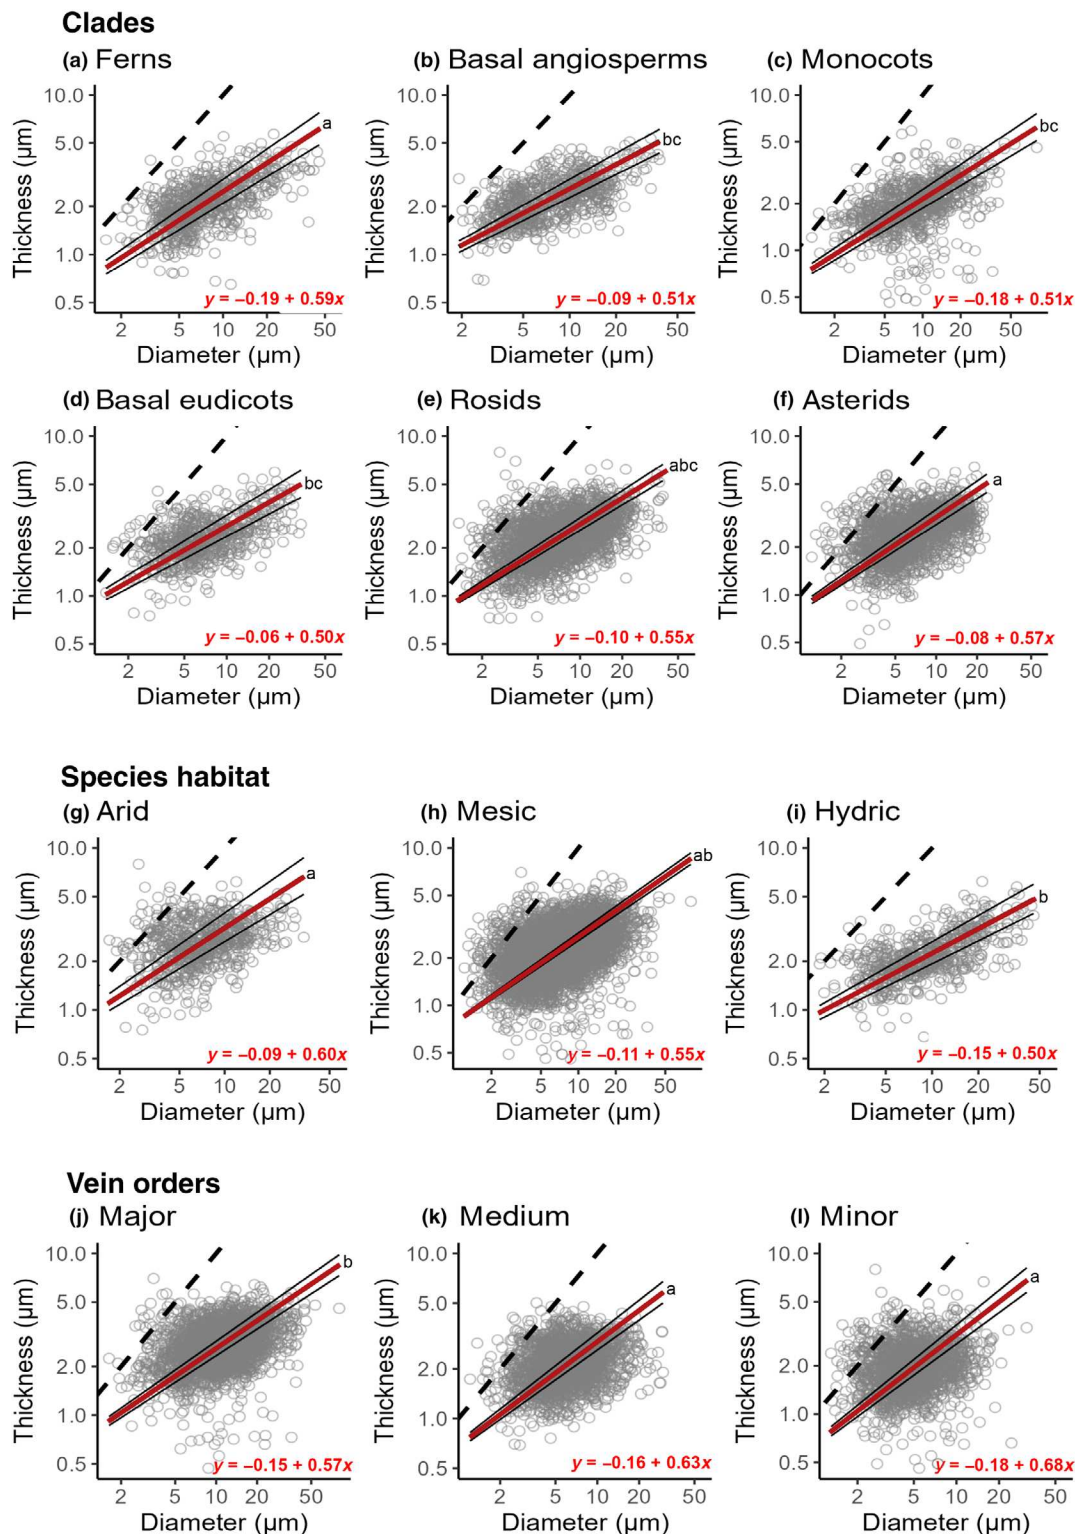 Clades
(a) Ferns
(b) Basal angiosperms
(c) Monocots
10.0
5.0
2.0
1.0
0.5
Thickness (µm)
a
y = −0.19 + 0.59x
2 5 10 20 50
Diameter (µm)
10.0
5.0
2.0
1.0
0.5
Thickness (µm)
bc
y = −0.09 + 0.51x
2 5 10 20 50
Diameter (µm)
10.0
5.0
2.0
1.0
0.5
Thickness (µm)
bc
y = −0.18 + 0.51x
2 5 10 20 50
Diameter (µm)
(d) Basal eudicots
(e) Rosids
(f) Asterids
10.0
5.0
2.0
1.0
0.5
Thickness (µm)
bc
y = −0.06 + 0.50x
2 5 10 20 50
Diameter (µm)
10.0
5.0
2.0
1.0
0.5
Thickness (µm)
abc
y = −0.10 + 0.55x
2 5 10 20 50
Diameter (µm)
10.0
5.0
2.0
1.0
0.5
Thickness (µm)
a
y = −0.08 + 0.57x
2 5 10 20 50
Diameter (µm)
Species habitat
(g) Arid
(h) Mesic
(i) Hydric
10.0
5.0
2.0
1.0
0.5
Thickness (µm)
a
y = −0.09 + 0.60x
2 5 10 20 50
Diameter (µm)
10.0
5.0
2.0
1.0
0.5
Thickness (µm)
ab
y = −0.11 + 0.55x
2 5 10 20 50
Diameter (µm)
10.0
5.0
2.0
1.0
0.5
Thickness (µm)
b
y = −0.15 + 0.50x
2 5 10 20 50
Diameter (µm)
Vein orders
(j) Major
(k) Medium
(l) Minor
10.0
5.0
2.0
1.0
0.5
Thickness (µm)
b
y = −0.15 + 0.57x
2 5 10 20 50
Diameter (µm)
10.0
5.0
2.0
1.0
0.5
Thickness (µm)
a
y = −0.16 + 0.63x
2 5 10 20 50
Diameter (µm)
10.0
5.0
2.0
1.0
0.5
Thickness (µm)
a
y = −0.18 + 0.68x
2 5 10 20 50
Diameter (µm)